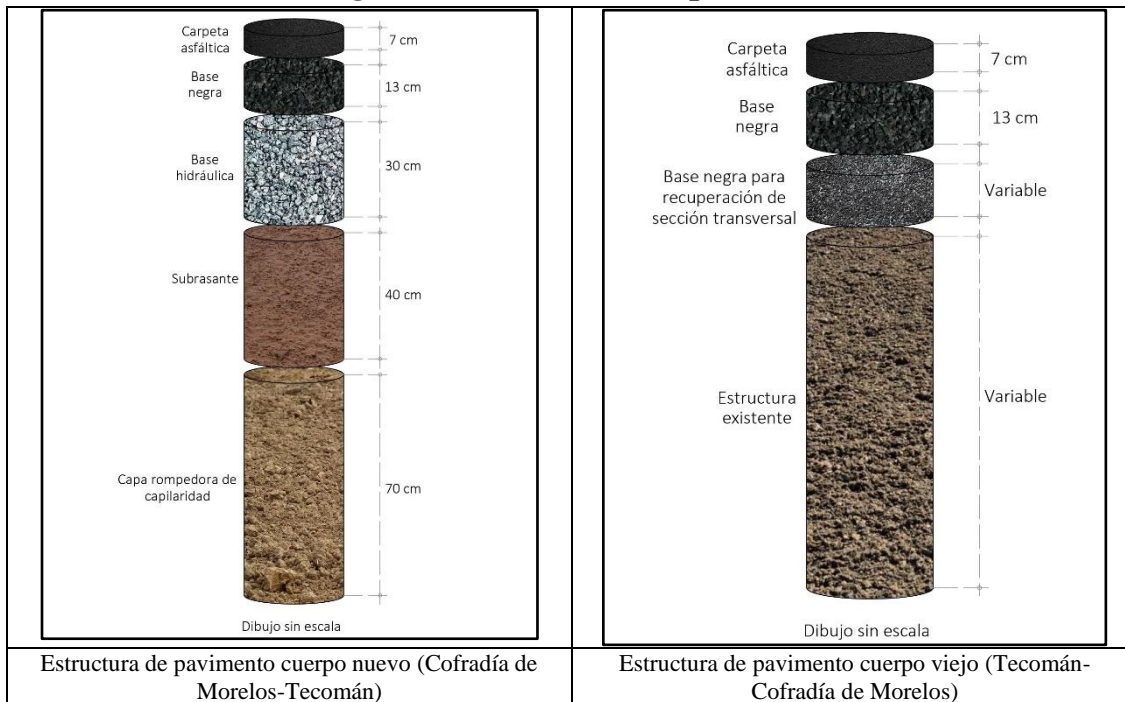 Carpeta
asfáltica
7 cm
Base
negra
13 cm
Base
hidráulica
30 cm
Subrasante
40 cm
Capa rompedora de
capilaridad
70 cm
Dibujo sin escala
Estructura de pavimento cuerpo nuevo (Cofradía de
Morelos-Tecomán)
Carpeta
asfáltica
7 cm
Base
negra
13 cm
Base negra para
recuperación de
sección transversal
Variable
Estructura
existente
Variable
Dibujo sin escala
Estructura de pavimento cuerpo viejo (Tecomán-
Cofradía de Morelos)